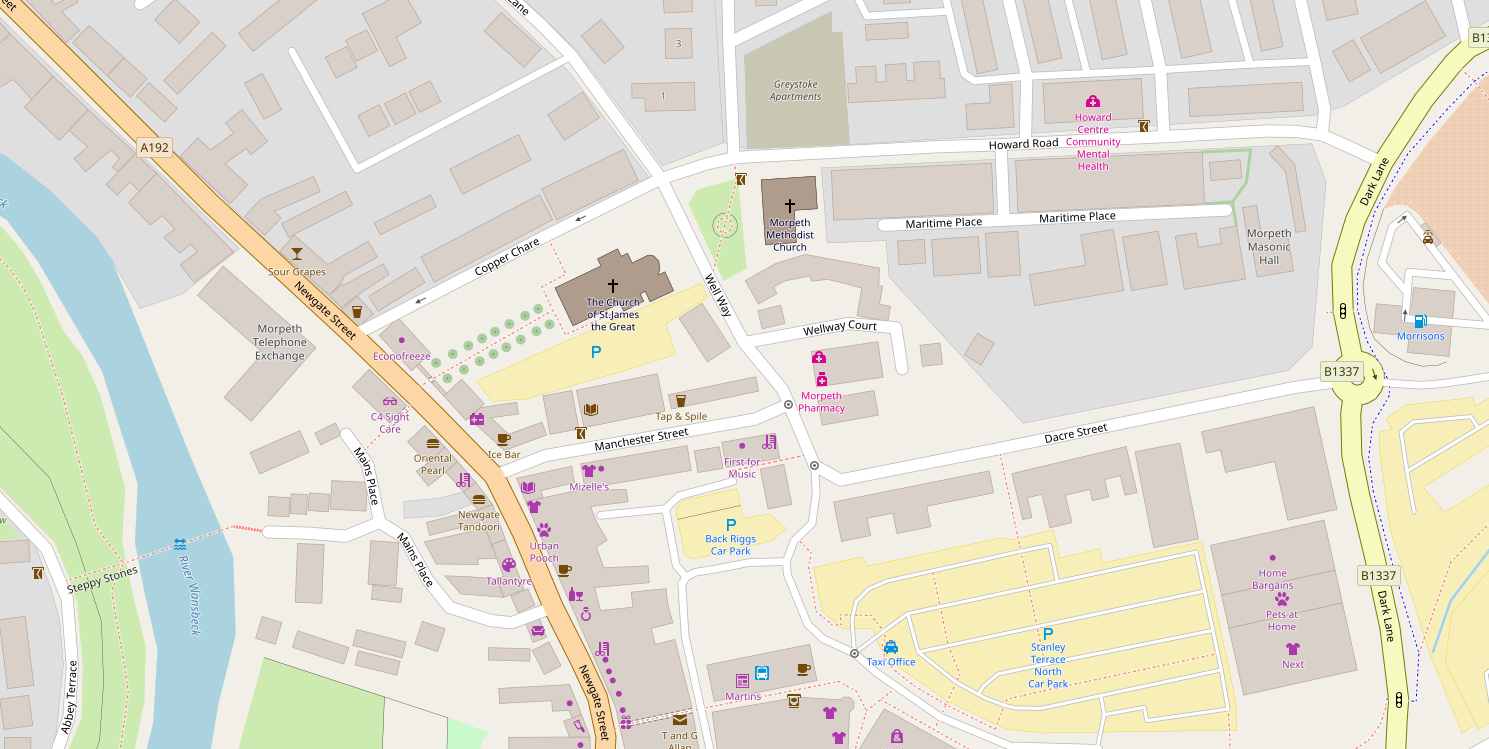 Lane
B13
3
1
Greystoke
Apartments
A192
Howard
Centre
Community
Mental
Health
Howard Road
Dark Lane
Morpeth
Methodist
Church
Maritime Place
Maritime Place
Morpeth
Masonic
Hall
Copper Chare
Sour Grapes
Newgate Street
Well Way
The Church
of St.James
the Great
Morpeth
Telephone
Exchange
Econofreeze
P
Wellway Court
Morrisons
B1337
Morpeth
Pharmacy
C4 Sight
Care
Tap & Spile
Manchester Street
Dacre Street
Ice Bar
Oriental
Pearl
Mains Place
First for
Music
Mizelle's
Newgate
Tandoori
P
Back Riggs
Car Park
Urban
Pooch
Mains Place
Tallantyre
Steppy Stones
River Wansbeck
Home
Bargains
Pets at
Home
Next
B1337
Dark Lane
P
Stanley
Terrace
North
Car Park
Taxi Office
Abbey Terrace
Newgate Street
Martins
T and G
Allan